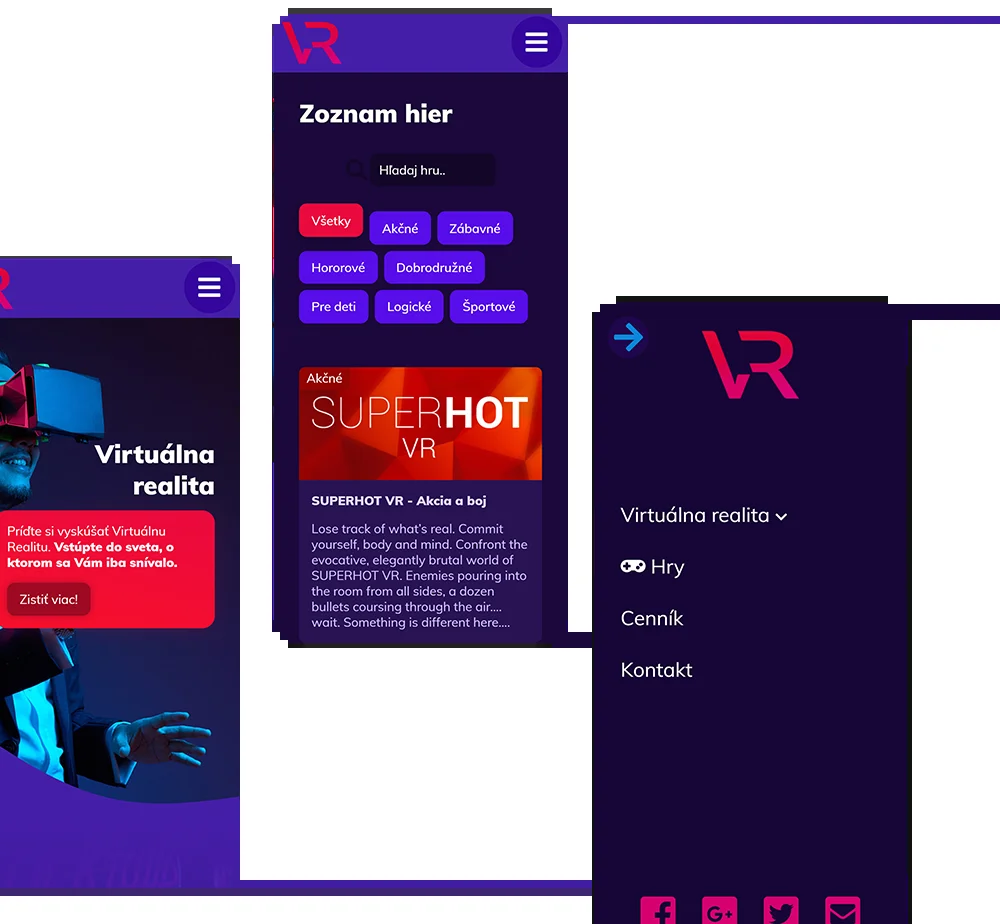 VR
Zoznam hier
Hľadaj hru..
Všetky
Akčné
Zábavné
Hororové
Dobrodružné
Pre deti
Logické
Športové
Akčné
SUPERHOT
VR
SUPERHOT VR - Akcia a boj
Lose track of what's real. Commit
yourself, body and mind. Confront the
evocative, elegantly brutal world of
SUPERHOT VR. Enemies pouring into
the room from all sides, a dozen
bullets coursing through the air....
wait. Something is different here....
R
Virtuálna
realita
Príďte si vyskúšať Virtuálnu
Realitu. Vstúpte do sveta, o
ktorom sa Vám iba snívalo.
Zistiť viac!
VR
Virtuálna realita
Hry
Cenník
Kontakt
f
G+